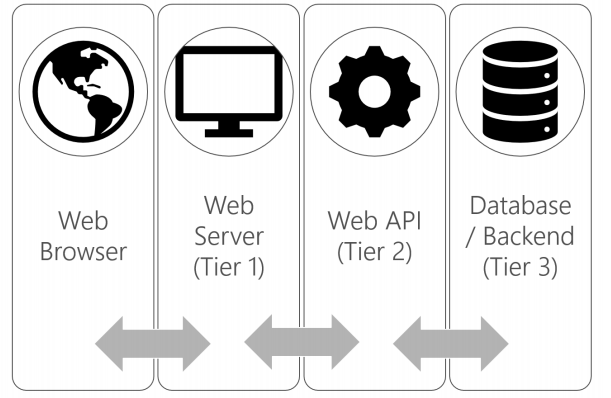 Web
Browser
Web
Server
(Tier 1)
Web API
(Tier 2)
Database
/ Backend
(Tier 3)